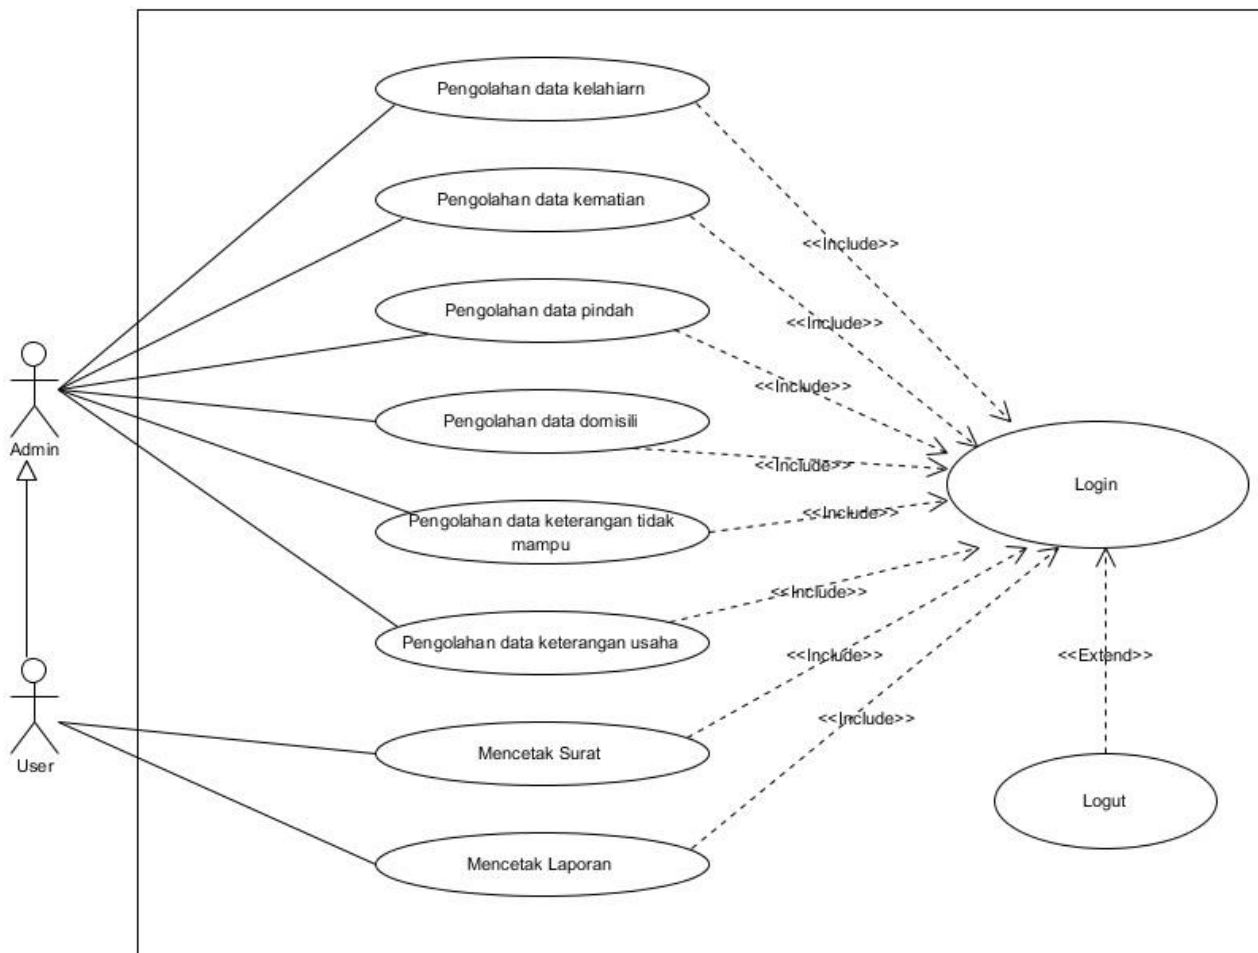 Pengolahan data kelahiarn
Pengolahan data kematian
<<Include>>
Pengolahan data pindah
<<Include>>
<<Include>>
Admin
Pengolahan data domisili
<<Include>>
Login
Pengolahan data keterangan tidak
mampu
<<Include>>
<<Include>>
Pengolahan data keterangan usaha
<<Include>>
<<Extend>>
<<Include>>
User
Mencetak Surat
Logut
Mencetak Laporan